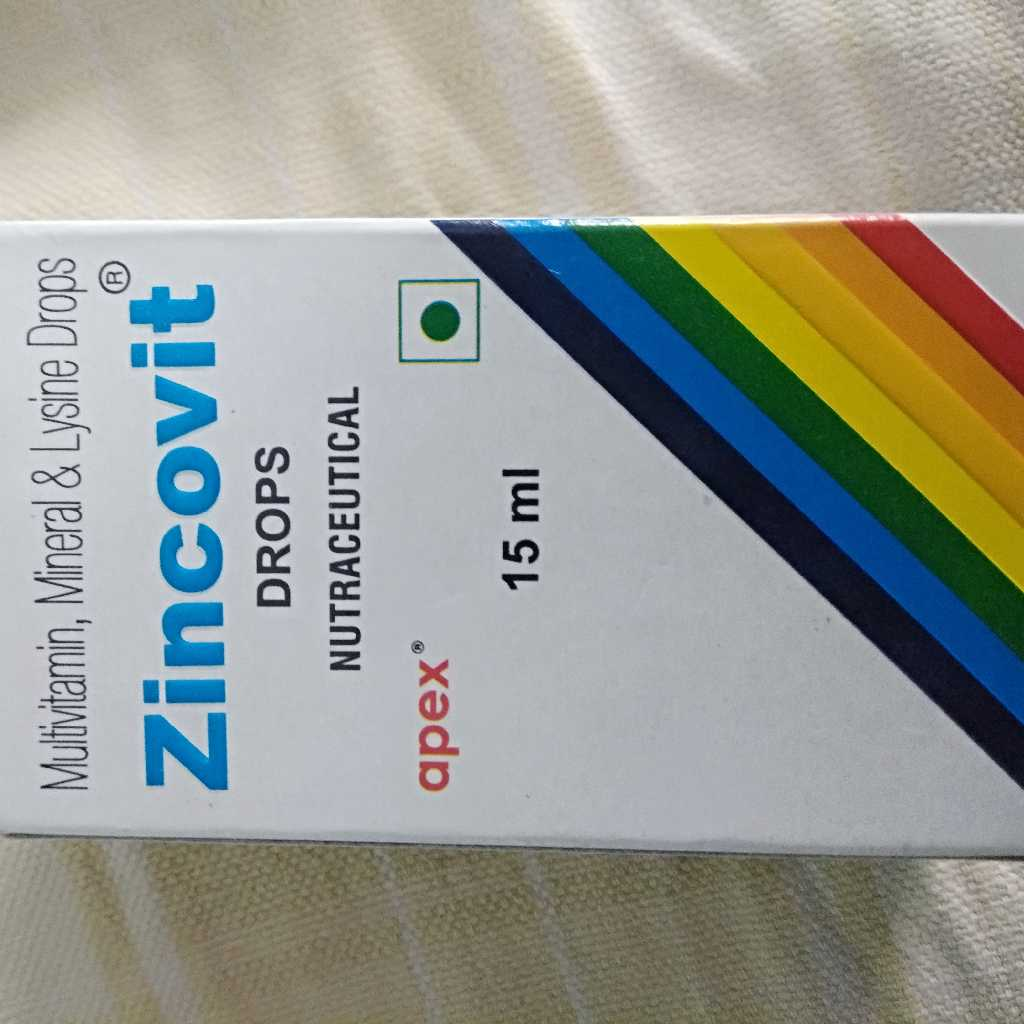 Multivitamin, Mineral & Lysine Drops
Zincovit®
DROPS
NUTRACEUTICAL
apex®
15 ml